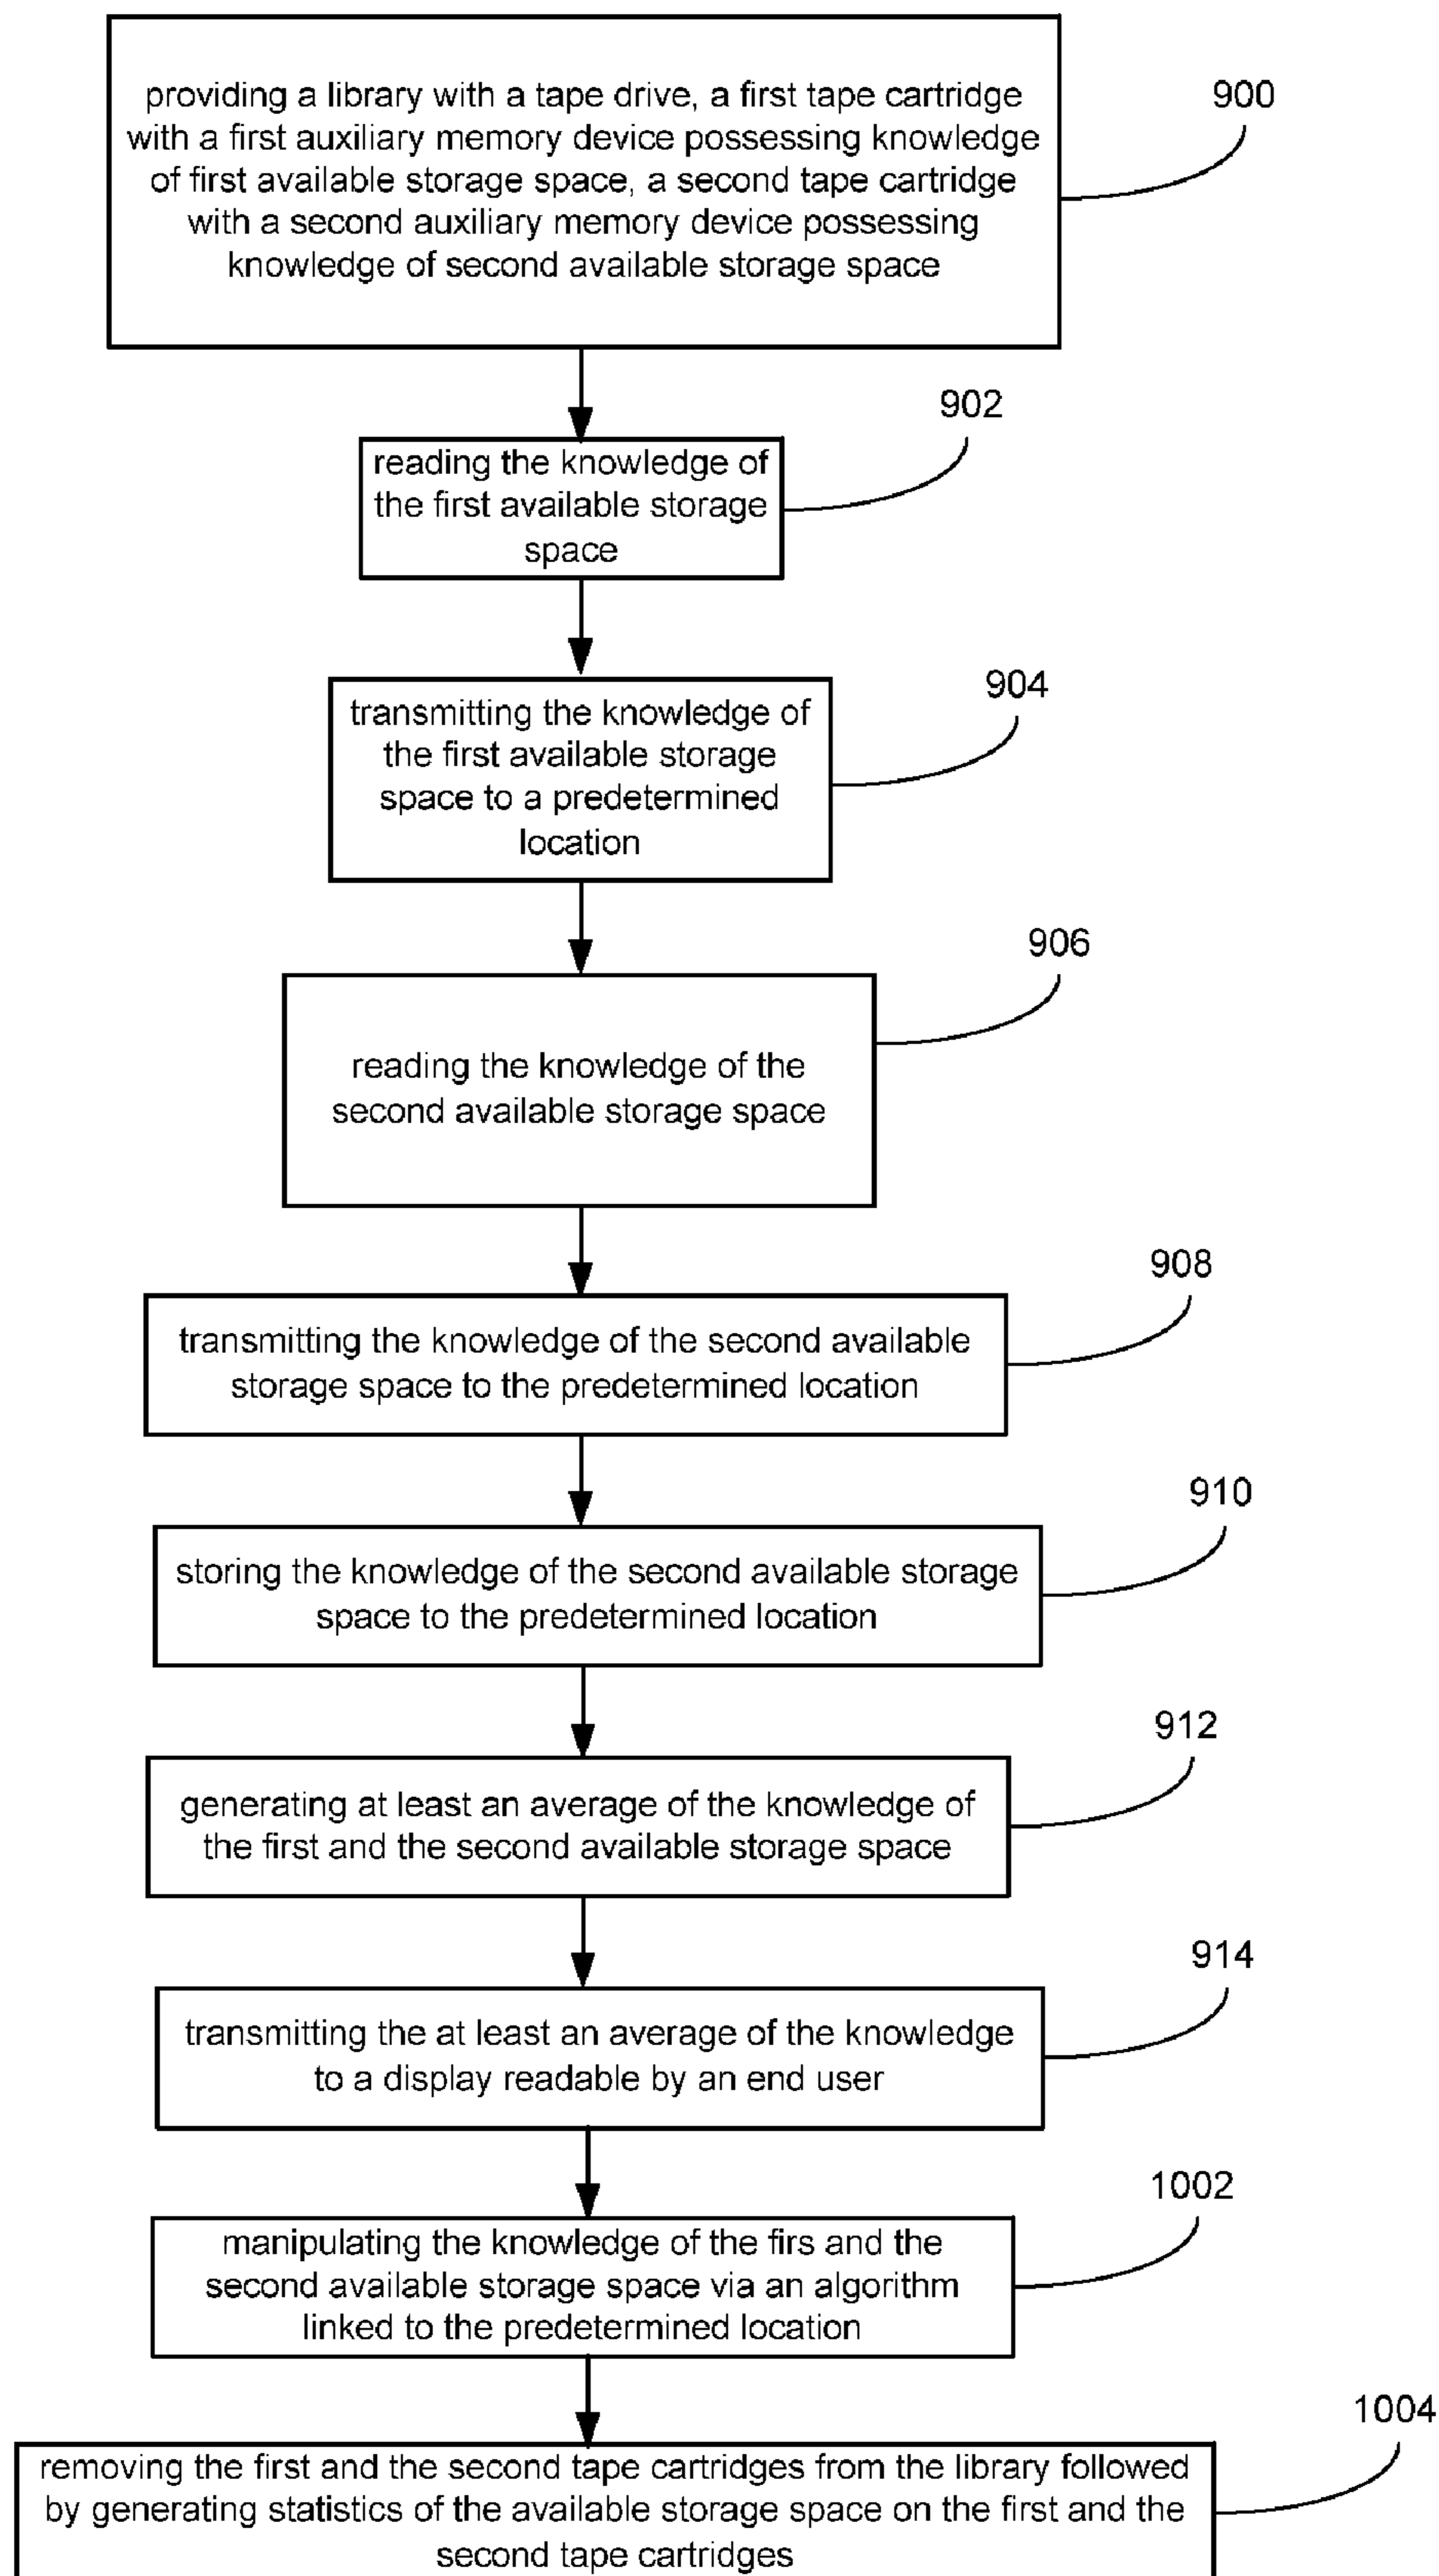 providing a library with a tape drive, a first tape cartridge
with a first auxiliary memory device possessing knowledge
of first available storage space, a second tape cartridge
with a second auxiliary memory device possessing
knowledge of second available storage space
900
902
reading the knowledge of
the first available storage
space
904
transmitting the knowledge of
the first available storage
space to a predetermined
location
906
reading the knowledge of the
second available storage space
908
transmitting the knowledge of the second available
storage space to the predetermined location
910
storing the knowledge of the second available storage
space to the predetermined location
912
generating at least an average of the knowledge of
the first and the second available storage space
914
transmitting the at least an average of the knowledge
to a display readable by an end user
1002
manipulating the knowledge of the firs and the
second available storage space via an algorithm
linked to the predetermined location
1004
removing the first and the second tape cartridges from the library followed
by generating statistics of the available storage space on the first and the
second tape cartridges